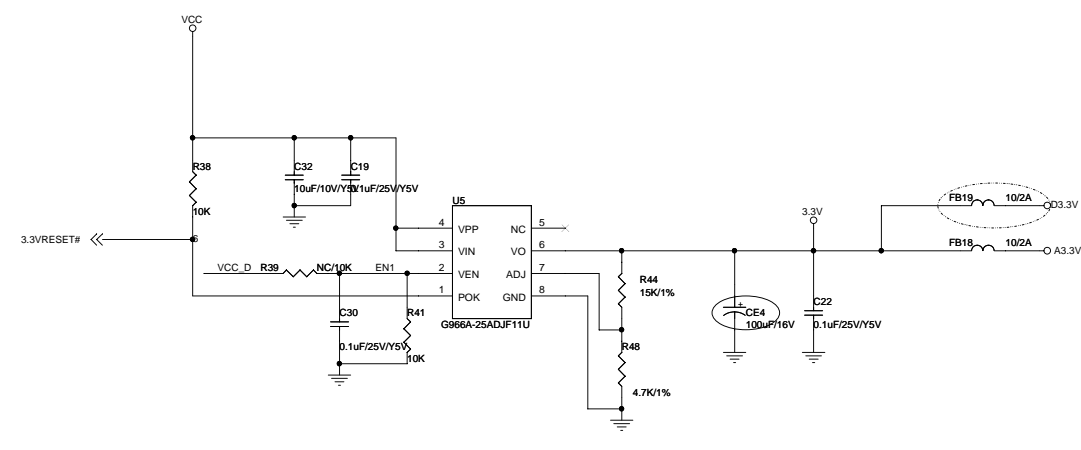 VCC
R38
10K
C32
10uF/10V/Y5V
C19
0.1uF/25V/Y5V
3.3VRESET#
6
VCC_D
R39
NC/10K
EN1
C30
0.1uF/25V/Y5V
R41
10K
U5
4
VPP
3
VIN
2
VEN
1
POK
NC
5
VO
6
ADJ
7
GND
8
G966A-25ADJF11U
R44
15K/1%
R48
4.7K/1%
+
CE4
100uF/16V
3.3V
C22
0.1uF/25V/Y5V
FB19
10/2A
D3.3V
FB18
10/2A
A3.3V